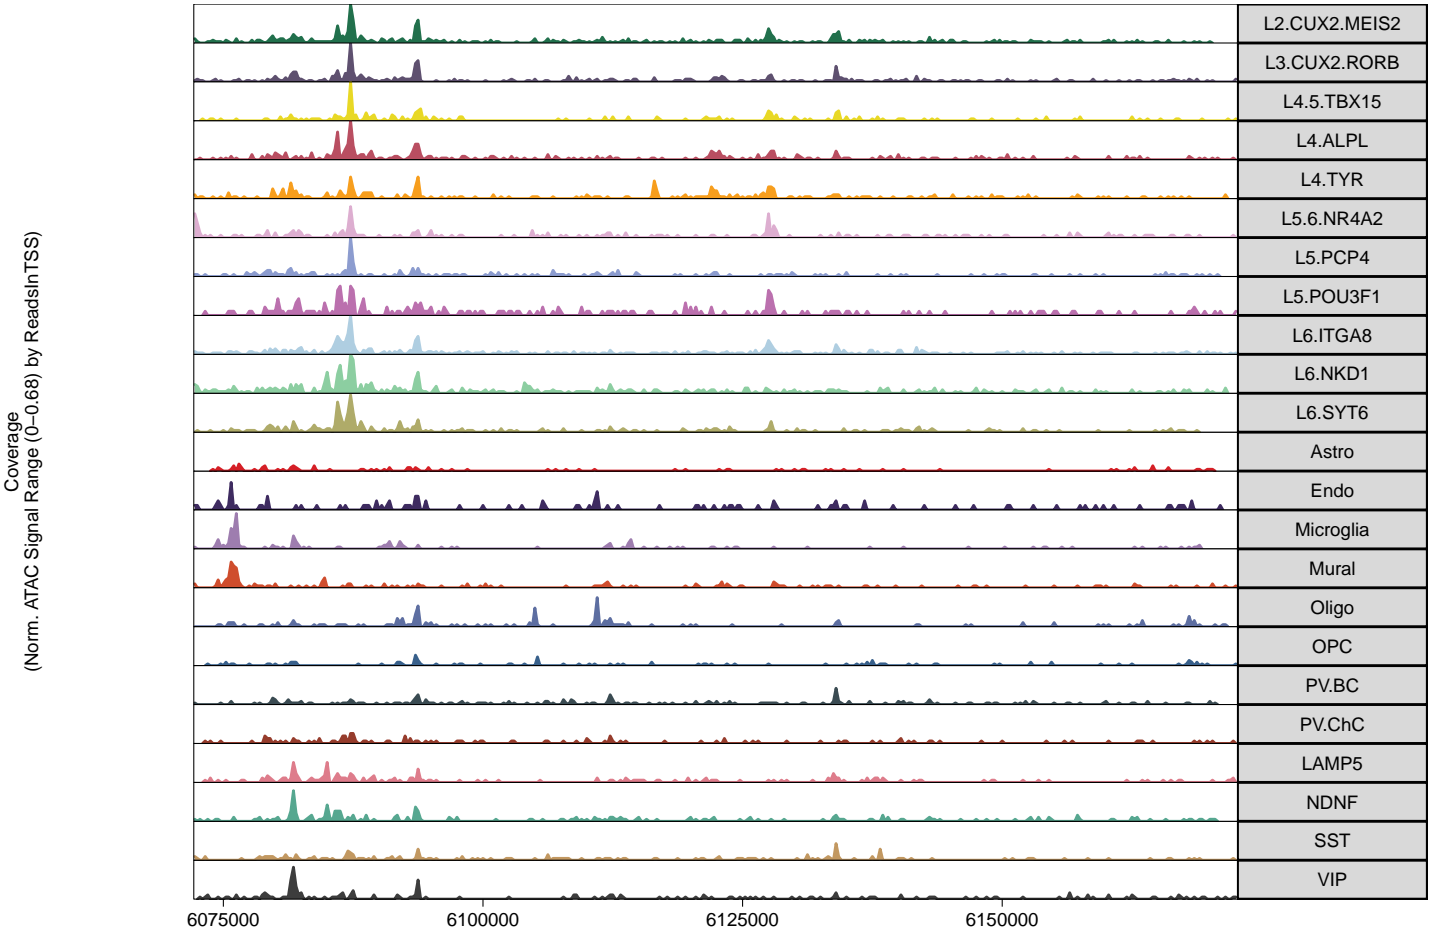 Coverage
(Norm. ATAC Signal Range (0–0.68) by ReadsInTSS)
L2.CUX2.MEIS2
L3.CUX2.RORB
L4.5.TBX15
L4.ALPL
L4.TYR
L5.6.NR4A2
L5.PCP4
L5.POU3F1
L6.ITGA8
L6.NKD1
L6.SYT6
Astro
Endo
Microglia
Mural
Oligo
OPC
PV.BC
PV.ChC
LAMP5
NDNF
SST
VIP
6075000 6100000 6125000 6150000